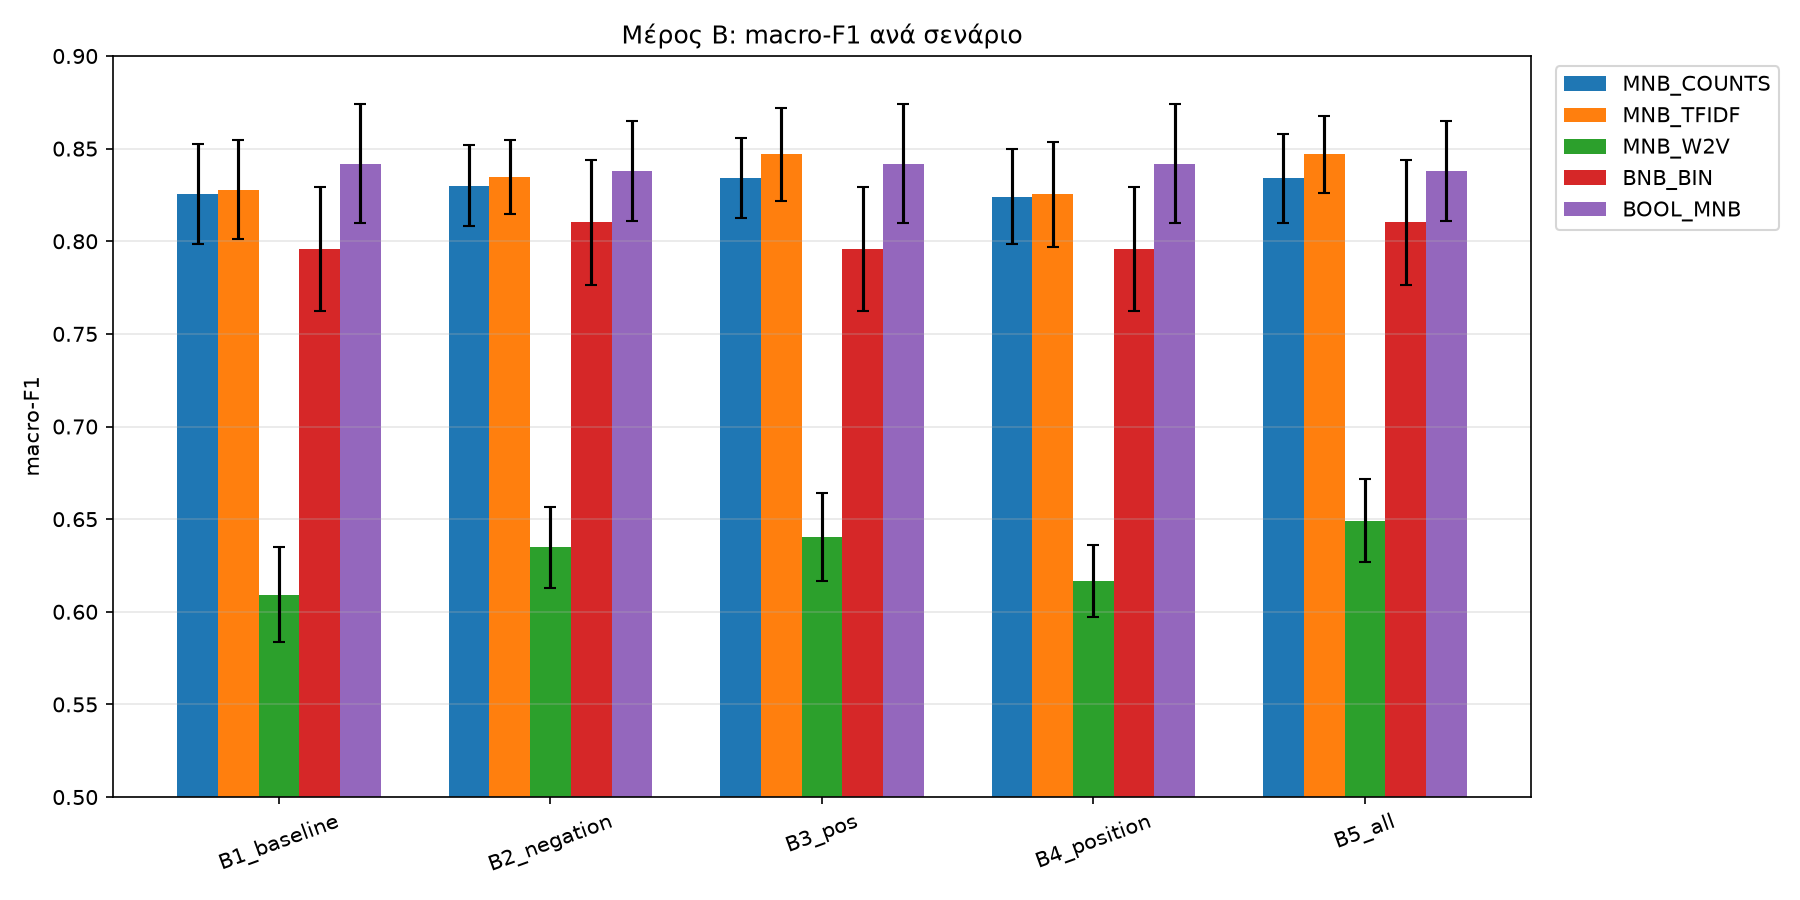 Μέρος Β: macro-F1 ανά σενάριο
0.90
0.85
0.80
0.75
0.70
0.65
0.60
0.55
0.50
macro-F1
B1_baseline
B2_negation
B3_pos
B4_position
B5_all
MNB_COUNTS
MNB_TFIDF
MNB_W2V
BNB_BIN
BOOL_MNB